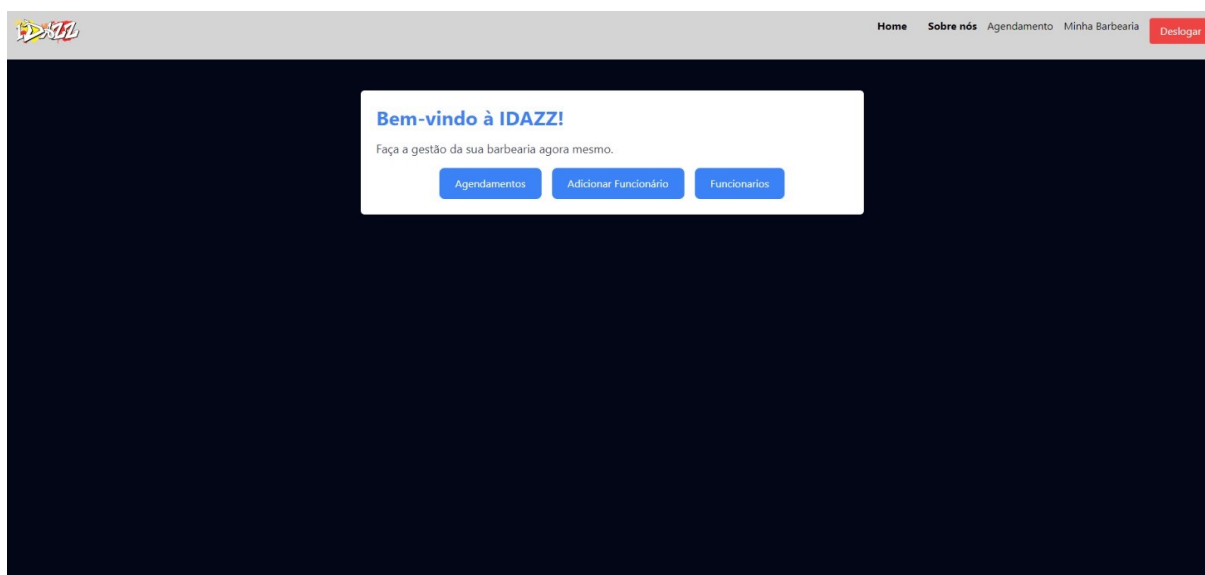 IDAZZ
Home Sobre nós Agendamento Minha Barbearia Deslogar
Bem-vindo à IDAZZ!
Faça a gestão da sua barbearia agora mesmo.
Agendamentos Adicionar Funcionário Funcionarios